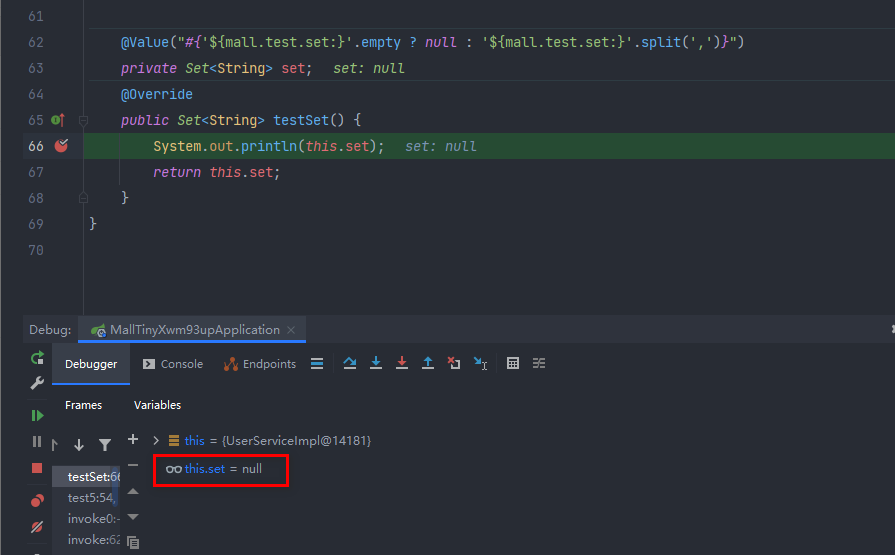 61
62 @Value("#{'${mall.test.set:}'.empty ? null : '${mall.test.set:}'.split(',')}")
63 private Set<String> set; set: null
64 @Override
65 public Set<String> testSet() {
66 System.out.println(this.set); set: null
67 return this.set;
68 }
69 }
70
Debug: MallTinyXwm93upApplication
Debugger Console Endpoints
Frames Variables
this = {UserServiceImpl@14181}
this.set = null
testSet:66
test5:54,
invoke0:-
invoke:62